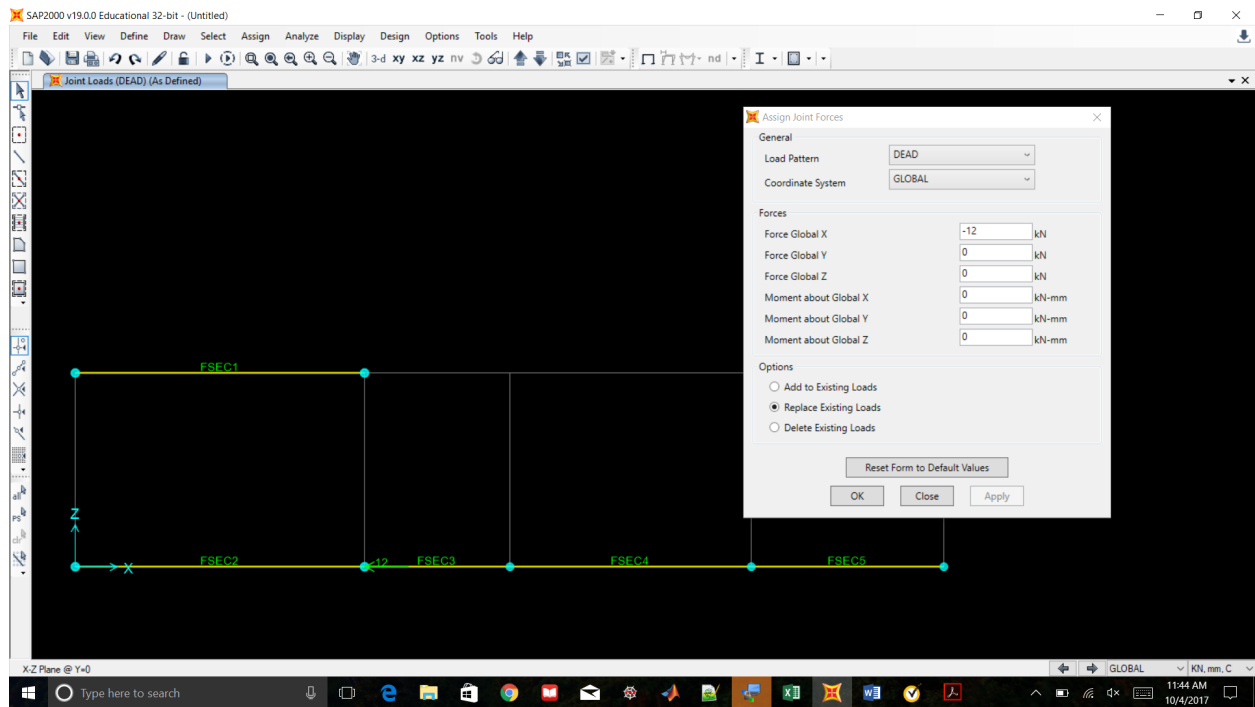 SAP2000 v19.0.0 Educational 32-bit - (Untitled)
File Edit View Define Draw Select Assign Analyze Display Design Options Tools Help
3-d xy xz yz nv nd
Joint Loads (DEAD) (As Defined)
Assign Joint Forces
General
Load Pattern DEAD
Coordinate System GLOBAL
Forces
Force Global X -12 kN
Force Global Y 0 kN
Force Global Z 0 kN
Moment about Global X 0 kN-mm
Moment about Global Y 0 kN-mm
Moment about Global Z 0 kN-mm
Options
Add to Existing Loads
Replace Existing Loads
Delete Existing Loads
Reset Form to Default Values
OK Close Apply
all
PS
clr
FSEC1
Z
X
FSEC2 12 FSEC3 FSEC4 FSEC5
X-Z Plane @ Y=0 GLOBAL KN, mm, C
Type here to search
11:44 AM
10/4/2017